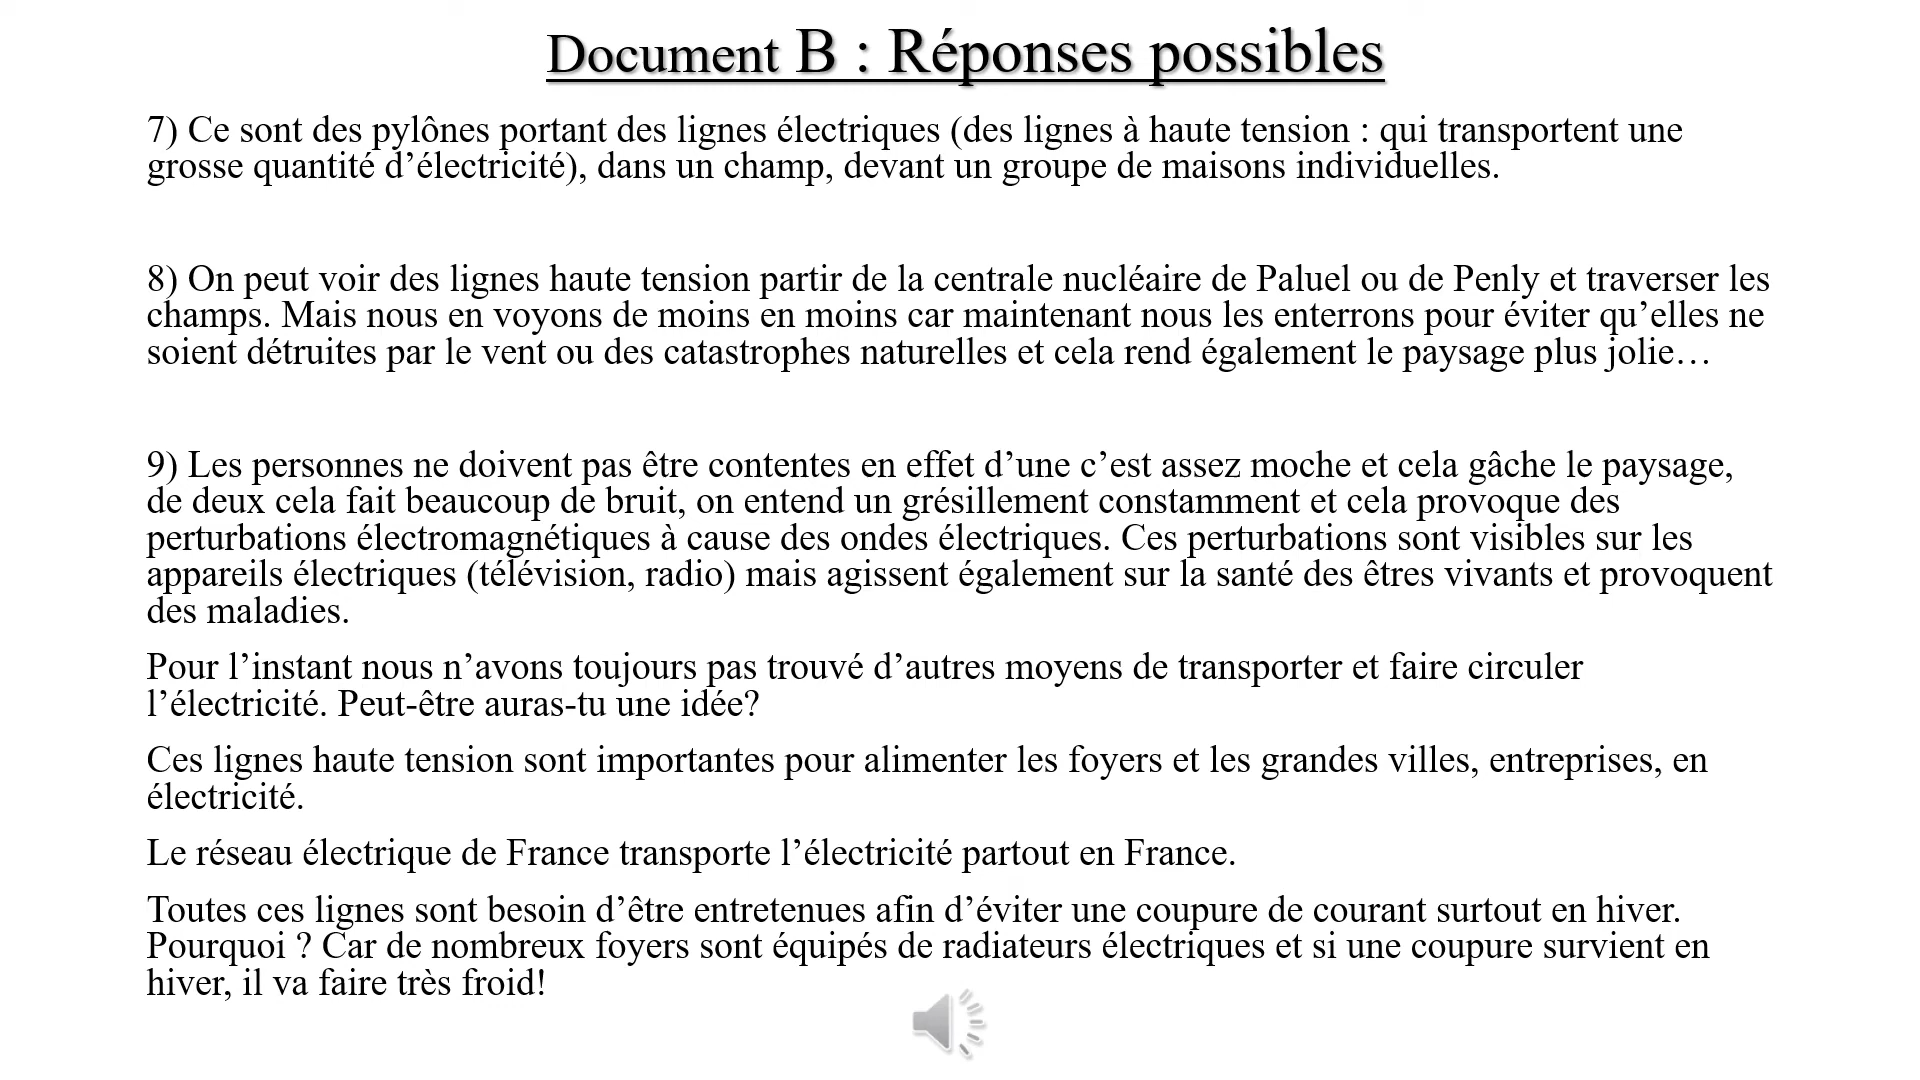 Document B : Réponses possibles
7) Ce sont des pylônes portant des lignes électriques (des lignes à haute tension : qui transportent une
grosse quantité d’électricité), dans un champ, devant un groupe de maisons individuelles.
8) On peut voir des lignes haute tension partir de la centrale nucléaire de Paluel ou de Penly et traverser les
champs. Mais nous en voyons de moins en moins car maintenant nous les enterrons pour éviter qu’elles ne
soient détruites par le vent ou des catastrophes naturelles et cela rend également le paysage plus jolie…
9) Les personnes ne doivent pas être contentes en effet d’une c’est assez moche et cela gâche le paysage,
de deux cela fait beaucoup de bruit, on entend un grésillement constamment et cela provoque des
perturbations électromagnétiques à cause des ondes électriques. Ces perturbations sont visibles sur les
appareils électriques (télévision, radio) mais agissent également sur la santé des êtres vivants et provoquent
des maladies.
Pour l’instant nous n’avons toujours pas trouvé d’autres moyens de transporter et faire circuler
l’électricité. Peut-être auras-tu une idée?
Ces lignes haute tension sont importantes pour alimenter les foyers et les grandes villes, entreprises, en
électricité.
Le réseau électrique de France transporte l’électricité partout en France.
Toutes ces lignes sont besoin d’être entretenues afin d’éviter une coupure de courant surtout en hiver.
Pourquoi ? Car de nombreux foyers sont équipés de radiateurs électriques et si une coupure survient en
hiver, il va faire très froid!